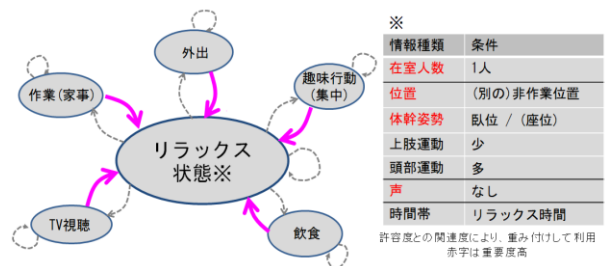 外出
作業(家事)
趣味行動
(集中)
リラックス
状態※
TV視聴
飲食
※
情報種類 条件
在室人数 1人
位置 (別の)非作業位置
体幹姿勢 臥位 / (座位)
上肢運動 少
頭部運動 多
声 なし
時間帯 リラックス時間
許容度との関連度により、重み付けして利用
赤字は重要度高